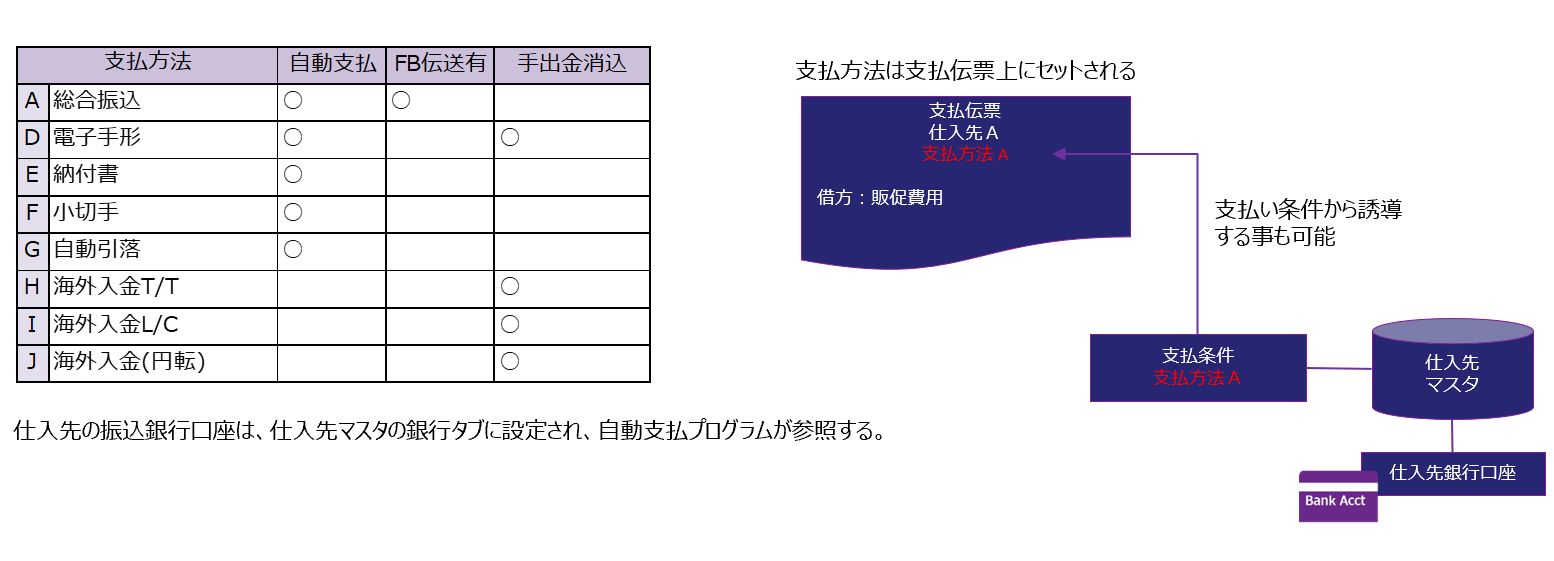 支払方法 自動支払 FB伝送有 手出金消込
A 総合振込 ○ ○
D 電子手形 ○ ○
E 納付書 ○
F 小切手 ○
G 自動引落 ○
H 海外入金T/T ○
I 海外入金L/C ○
J 海外入金(円転) ○
仕入先の振込銀行口座は、仕入先マスタの銀行タブに設定され、自動支払プログラムが参照する。
支払方法は支払伝票上にセットされる
支払伝票
仕入先A
支払方法A
借方：販促費用
支払い条件から誘導
する事も可能
支払条件
支払方法A
仕入先
マスタ
仕入先銀行口座
Bank Acct